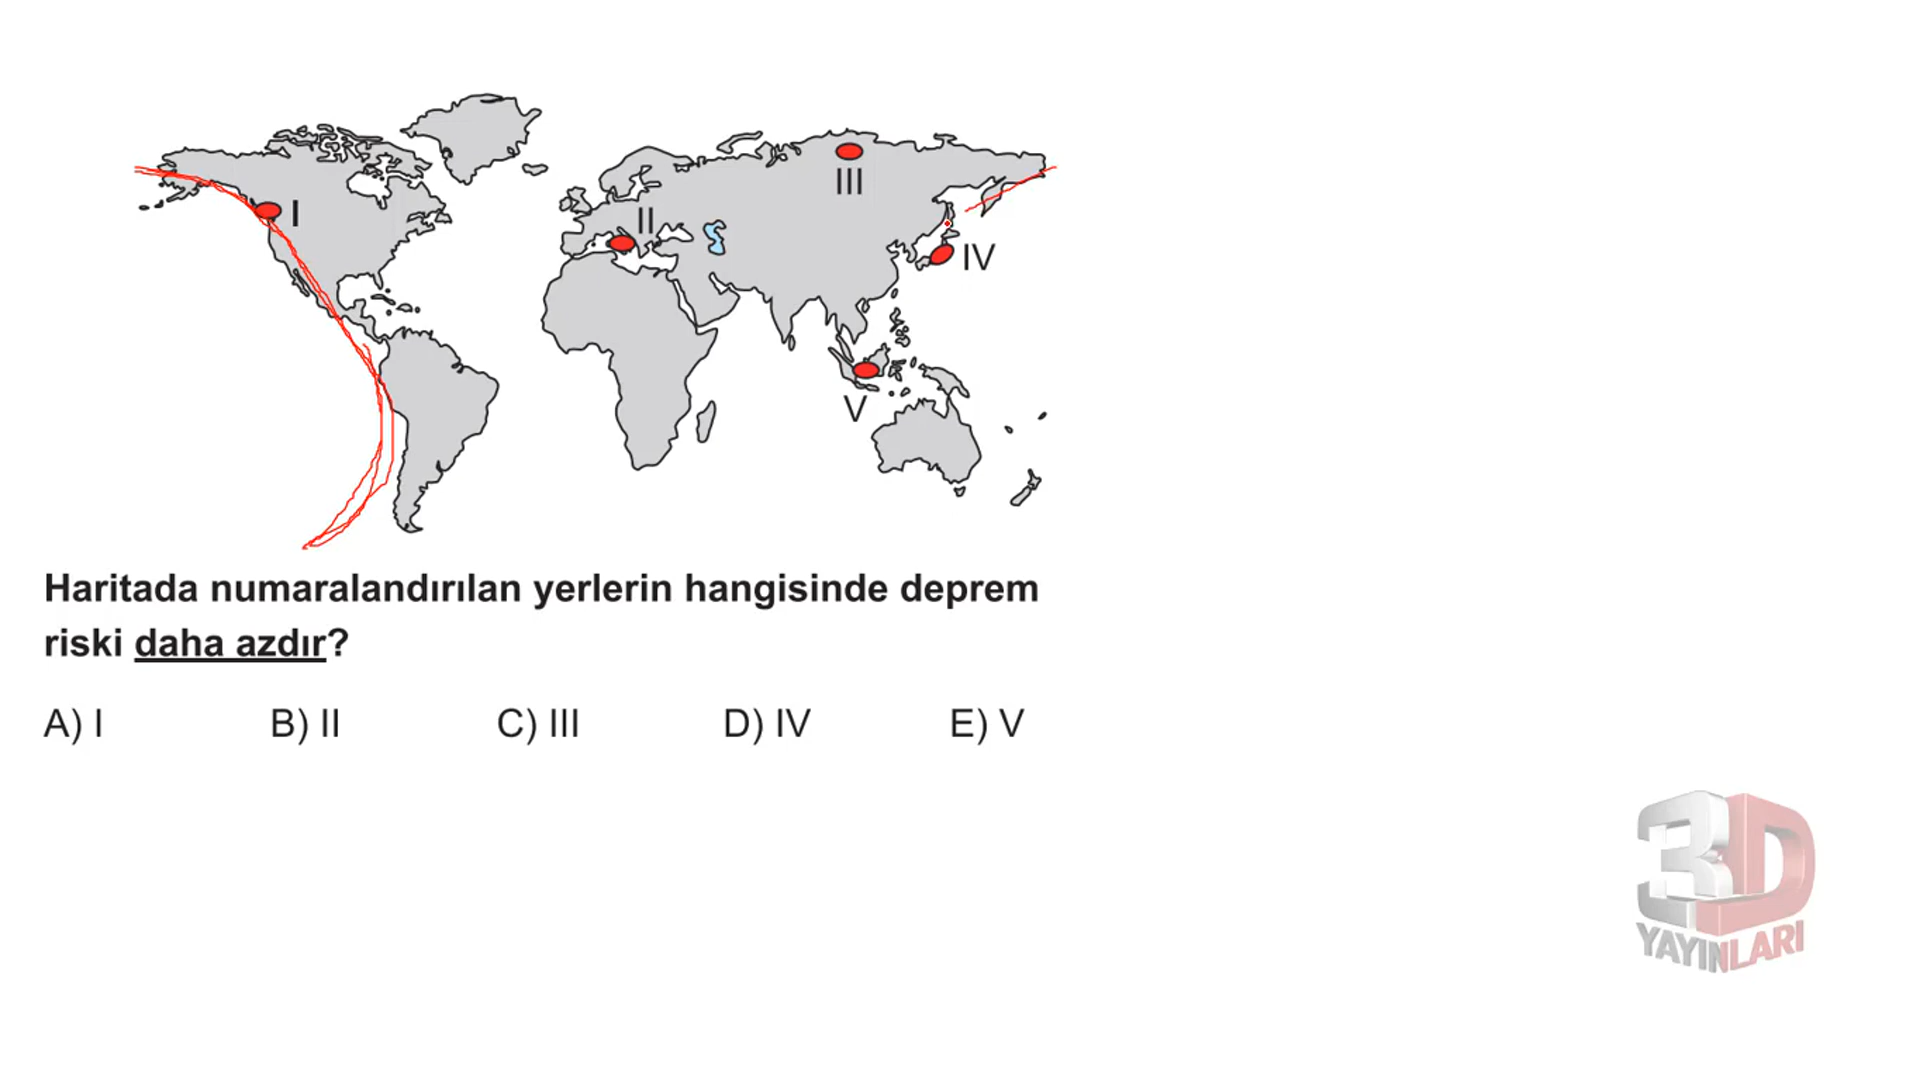 I
II
III
IV
V
Haritada numaralandırılan yerlerin hangisinde deprem
riski daha azdır?
A) I B) II C) III D) IV E) V
3D
YAYINLARI